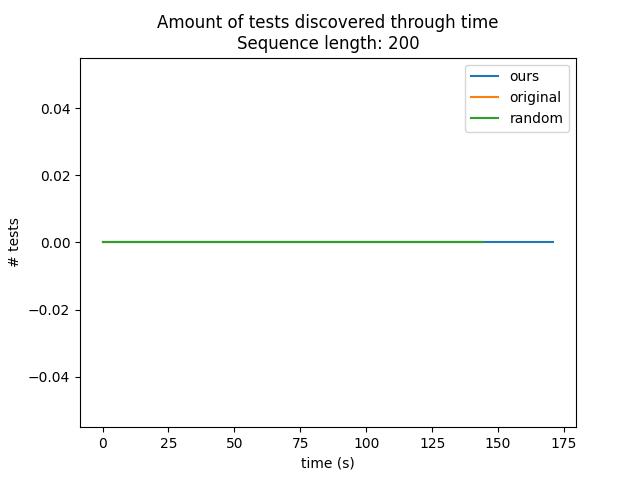 Amount of tests discovered through time
Sequence length: 200
ours
original
random
0.04
0.02
0.00
−0.02
−0.04
# tests
0 25 50 75 100 125 150 175
time (s)